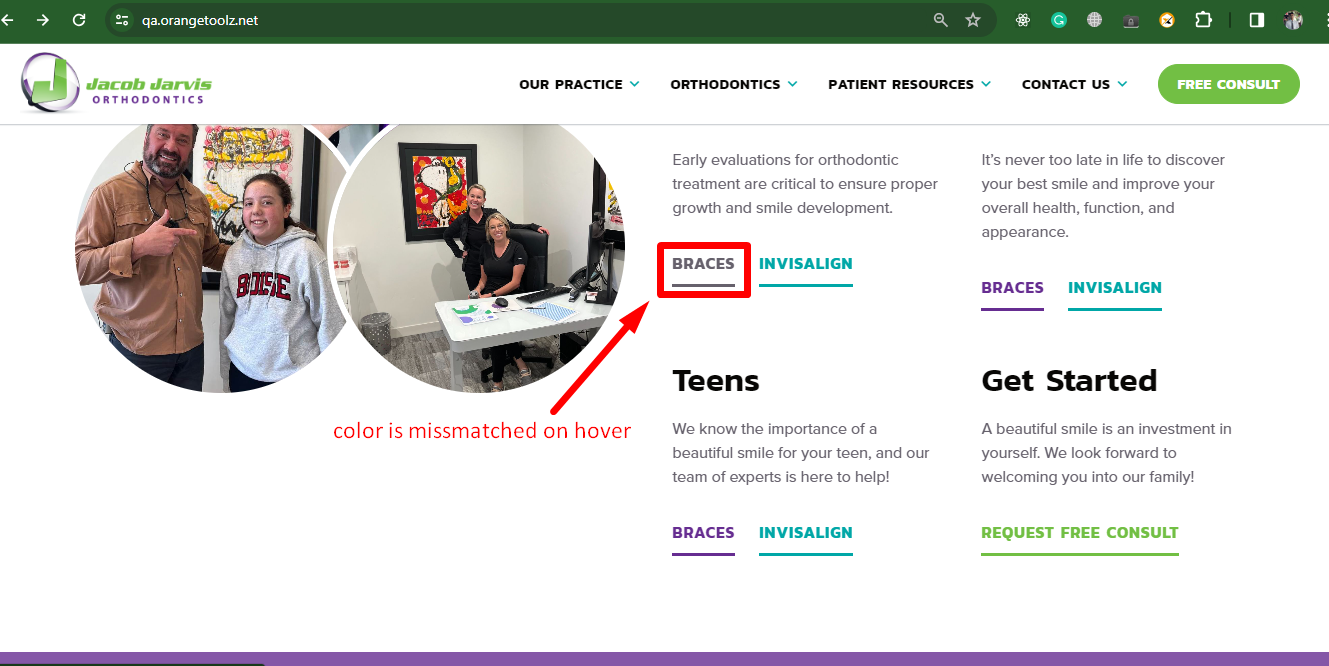 qa.orangetoolz.net
Jacob Jarvis
ORTHODONTICS
OUR PRACTICE
ORTHODONTICS
PATIENT RESOURCES
CONTACT US
FREE CONSULT
BOISE
Early evaluations for orthodontic
treatment are critical to ensure proper
growth and smile development.
BRACES INVISALIGN
It’s never too late in life to discover
your best smile and improve your
overall health, function, and
appearance.
BRACES INVISALIGN
color is missmatched on hover
Teens
We know the importance of a
beautiful smile for your teen, and our
team of experts is here to help!
BRACES INVISALIGN
Get Started
A beautiful smile is an investment in
yourself. We look forward to
welcoming you into our family!
REQUEST FREE CONSULT